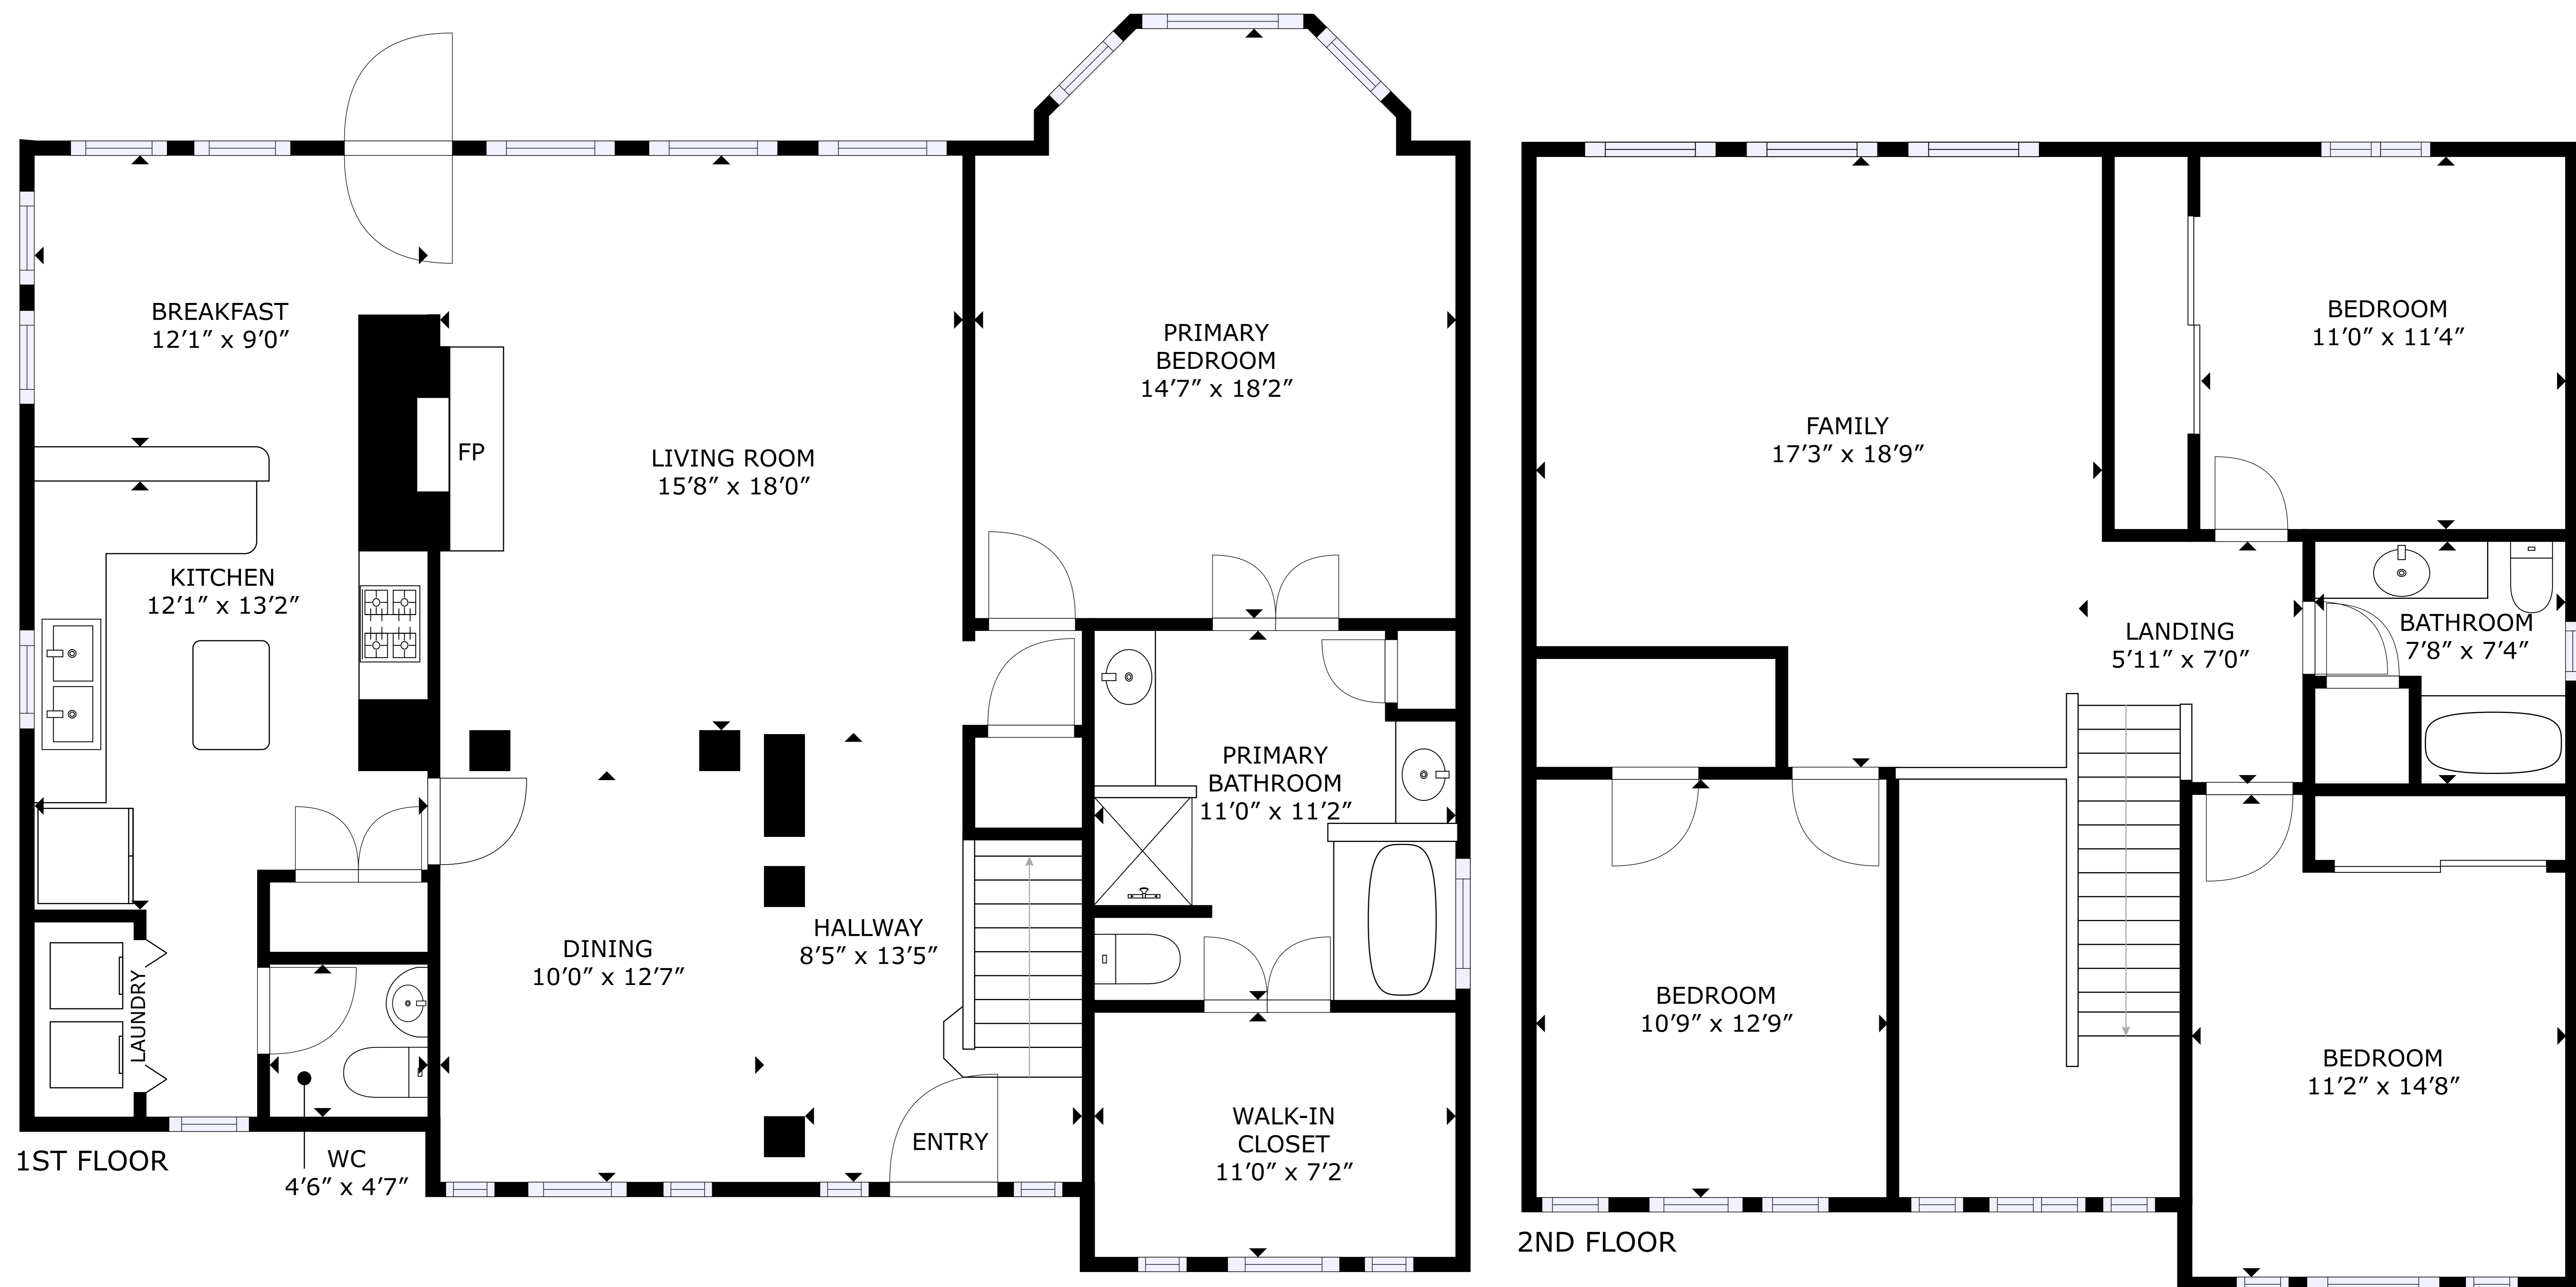 BREAKFAST
12'1" x 9'0"
FP
LIVING ROOM
15'8" x 18'0"
PRIMARY
BEDROOM
14'7" x 18'2"
KITCHEN
12'1" x 13'2"
PRIMARY
BATHROOM
11'0" x 11'2"
HALLWAY
8'5" x 13'5"
DINING
10'0" x 12'7"
LAUNDRY
ENTRY
WALK-IN
CLOSET
11'0" x 7'2"
WC
4'6" x 4'7"
1ST FLOOR
BEDROOM
11'0" x 11'4"
FAMILY
17'3" x 18'9"
LANDING
5'11" x 7'0"
BATHROOM
7'8" x 7'4"
BEDROOM
10'9" x 12'9"
BEDROOM
11'2" x 14'8"
2ND FLOOR